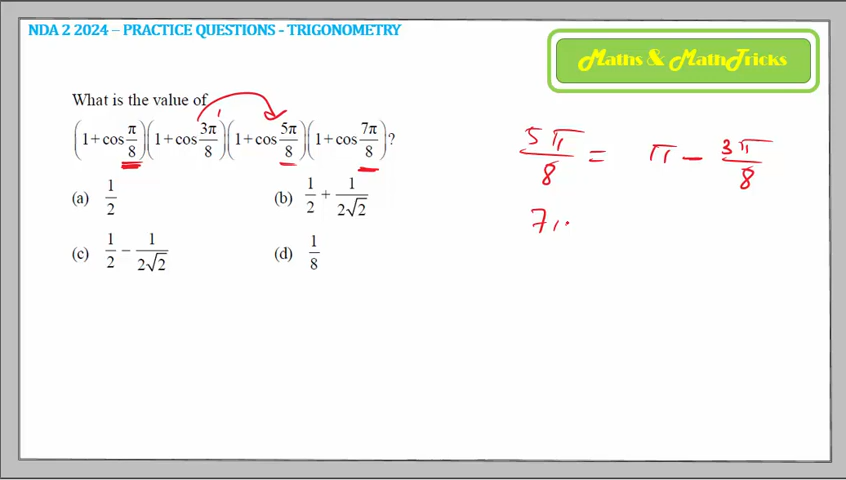 NDA 2 2024 – PRACTICE QUESTIONS - TRIGONOMETRY
Maths & MathTricks
What is the value of
(1+cos π/8)(1+cos 3π/8)(1+cos 5π/8)(1+cos 7π/8)?
5π/8 = π − 3π/8
(a) 1/2
(b) 1/2 + 1/2√2
7
(c) 1/2 − 1/2√2
(d) 1/8